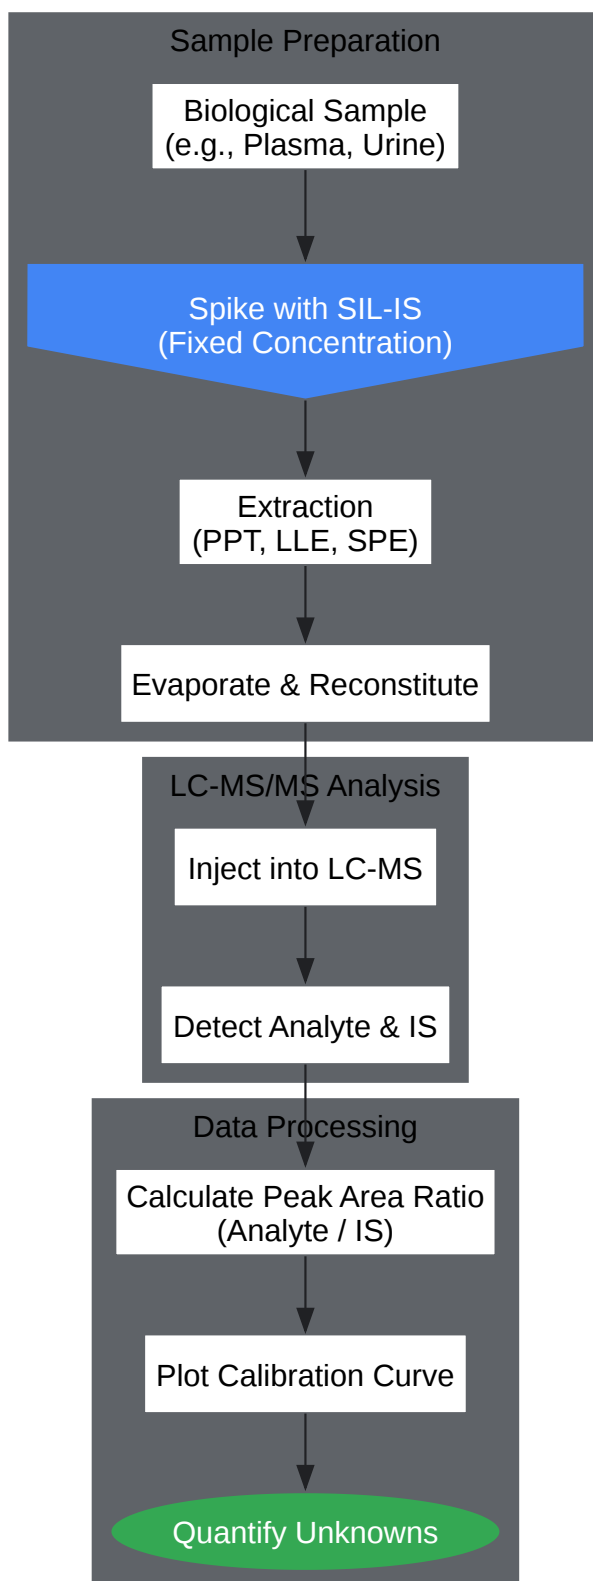 Sample Preparation
Biological Sample
(e.g., Plasma, Urine)
Spike with SIL-IS
(Fixed Concentration)
Extraction
(PPT, LLE, SPE)
Evaporate & Reconstitute
LC-MS/MS Analysis
Inject into LC-MS
Detect Analyte & IS
Data Processing
Calculate Peak Area Ratio
(Analyte / IS)
Plot Calibration Curve
Quantify Unknowns